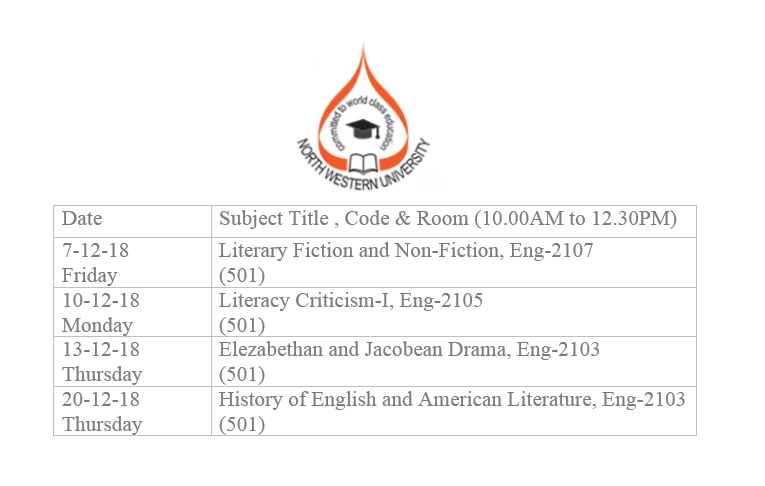 committed to world class education
NORTH WESTERN UNIVERSITY
Date Subject Title , Code & Room (10.00AM to 12.30PM)
7-12-18 Literary Fiction and Non-Fiction, Eng-2107
Friday (501)
10-12-18 Literacy Criticism-I, Eng-2105
Monday (501)
13-12-18 Elezabethan and Jacobean Drama, Eng-2103
Thursday (501)
20-12-18 History of English and American Literature, Eng-2103
Thursday (501)